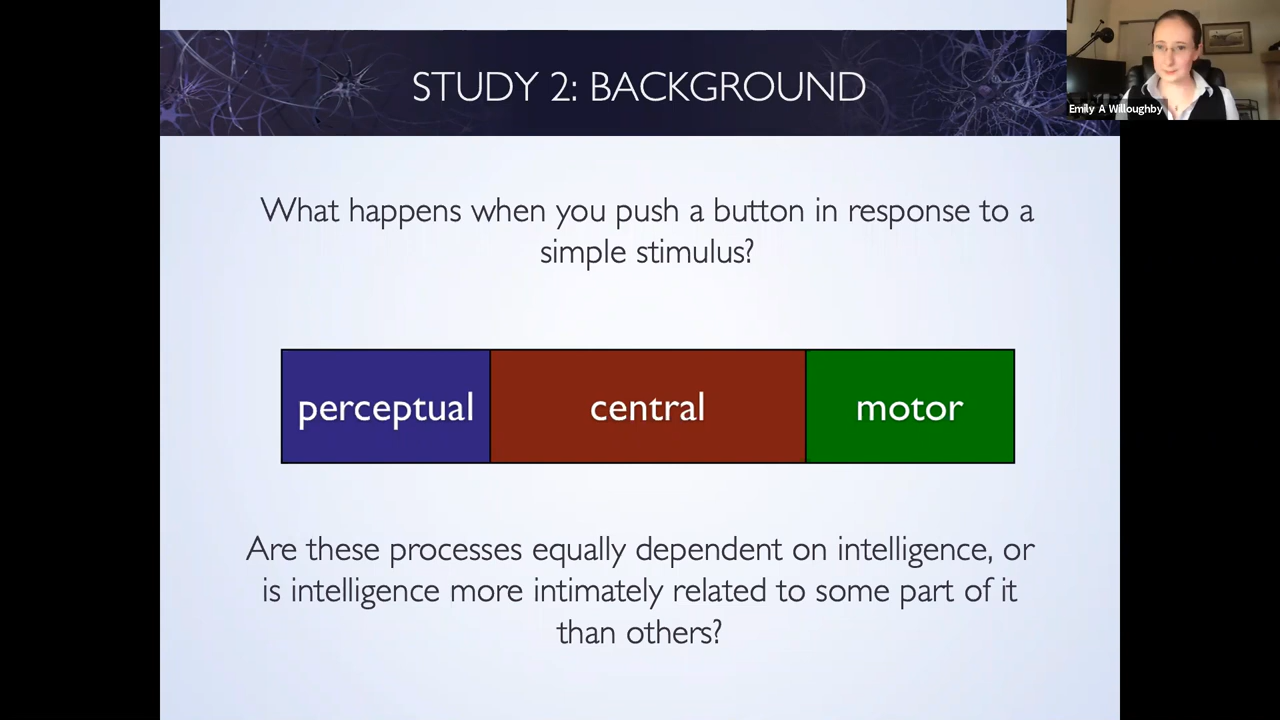 STUDY 2: BACKGROUND
Emily A Willoughby
What happens when you push a button in response to a
simple stimulus?
perceptual
central
motor
Are these processes equally dependent on intelligence, or
is intelligence more intimately related to some part of it
than others?